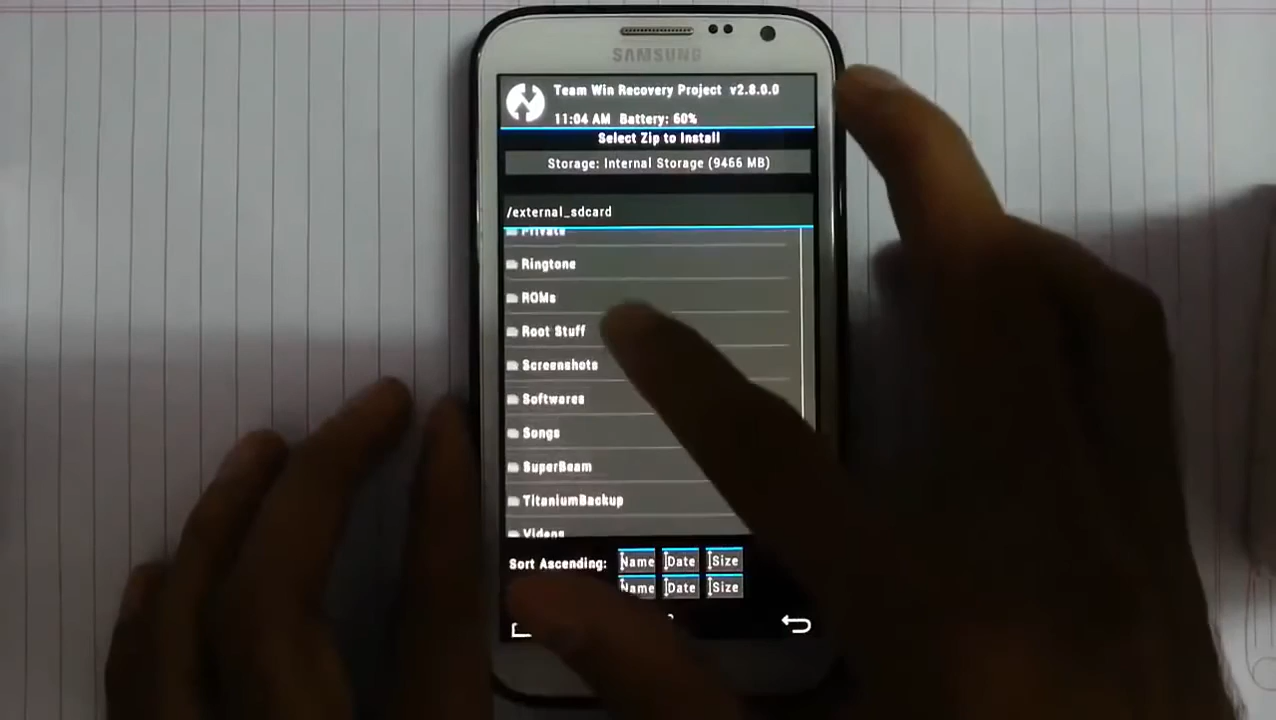 SAMSUNG
Team Win Recovery Project v2.8.0.0
11:04 AM Battery: 60%
Select Zip to Install
Storage: Internal Storage (9466 MB)
/external_sdcard
Private
Ringtone
ROMs
Root Stuff
Screenshots
Softwares
Songs
SuperBeam
TitaniumBackup
Videos
Sort Ascending: Name Date Size
Name Date Size